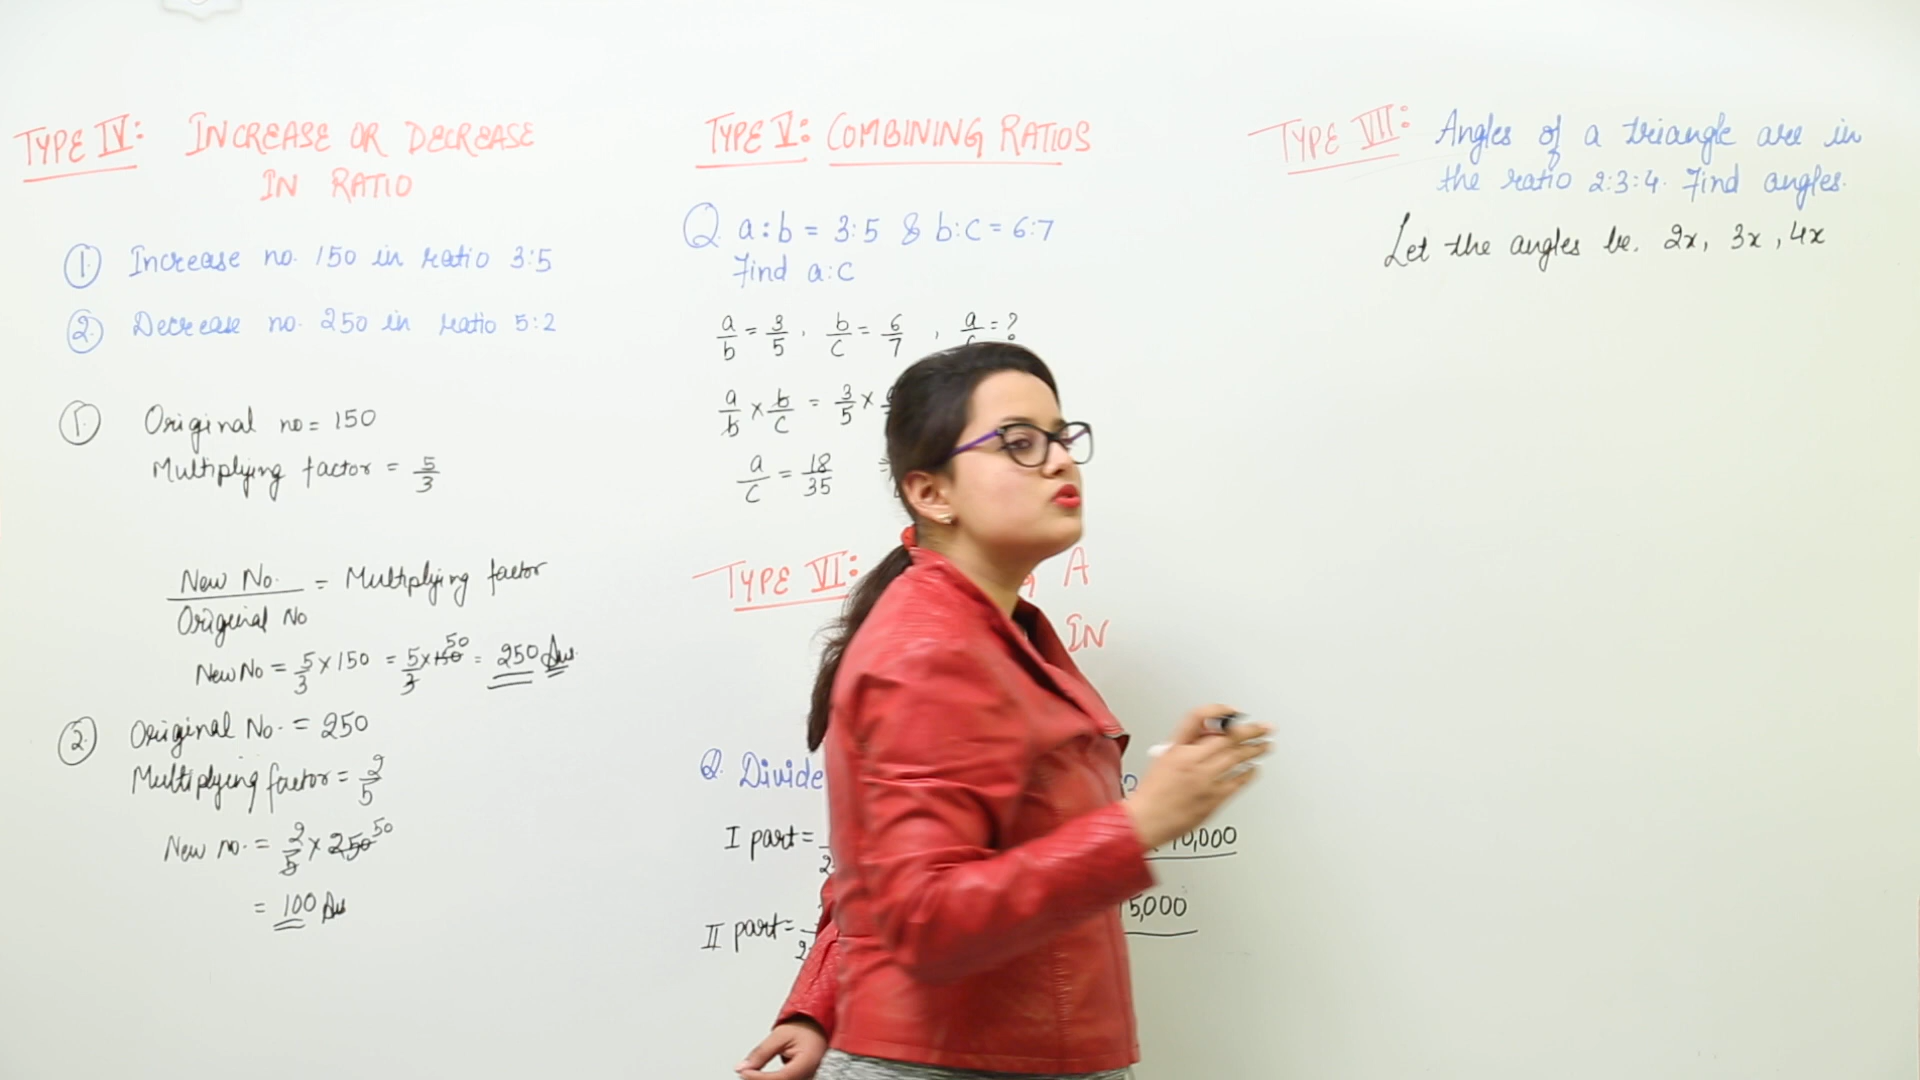 TYPE IV: INCREASE OR DECREASE
IN RATIO
1. Increase no. 150 in ratio 3:5
2. Decrease no. 250 in ratio 5:2
1. Original no = 150
Multiplying factor = 5/3
New No. / Original No = Multiplying factor
New No = 5/3 × 150 = 5/3 × 150 50 = 250 Ans.
2. Original No. = 250
Multiplying factor = 2/5
New no. = 2/5 × 250 50
= 100 Ans
TYPE V: COMBINING RATIOS
Q a:b = 3:5 & b:c = 6:7
Find a:c
a/b = 3/5 , b/c = 6/7 , a/ = ?
a/b × b/c = 3/5 ×
a/c = 18/35 =
TYPE VI: A
IN
Q. Divide
I part = 10,000
II part = 15,000
TYPE VII: Angles of a triangle are in
the ratio 2:3:4. Find angles.
Let the angles be. 2x, 3x, 4x